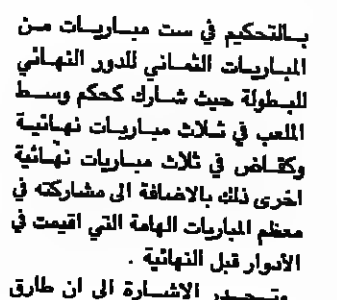 بالتحكيم في ست مباريات من
المباريات الثماني للدور النهائي
للبطولة حيث شارك كحكم وسط
الملعب في ثلاث مباريات نهائية
وكقاض في ثلاث مباريات نهائية
اخرى ذلك بالاضافة الى مشاركته في
معظم المباريات الهامة التي اقيمت في
الأدوار قبل النهائية .
وتجدر الاشارة الى ان طارق